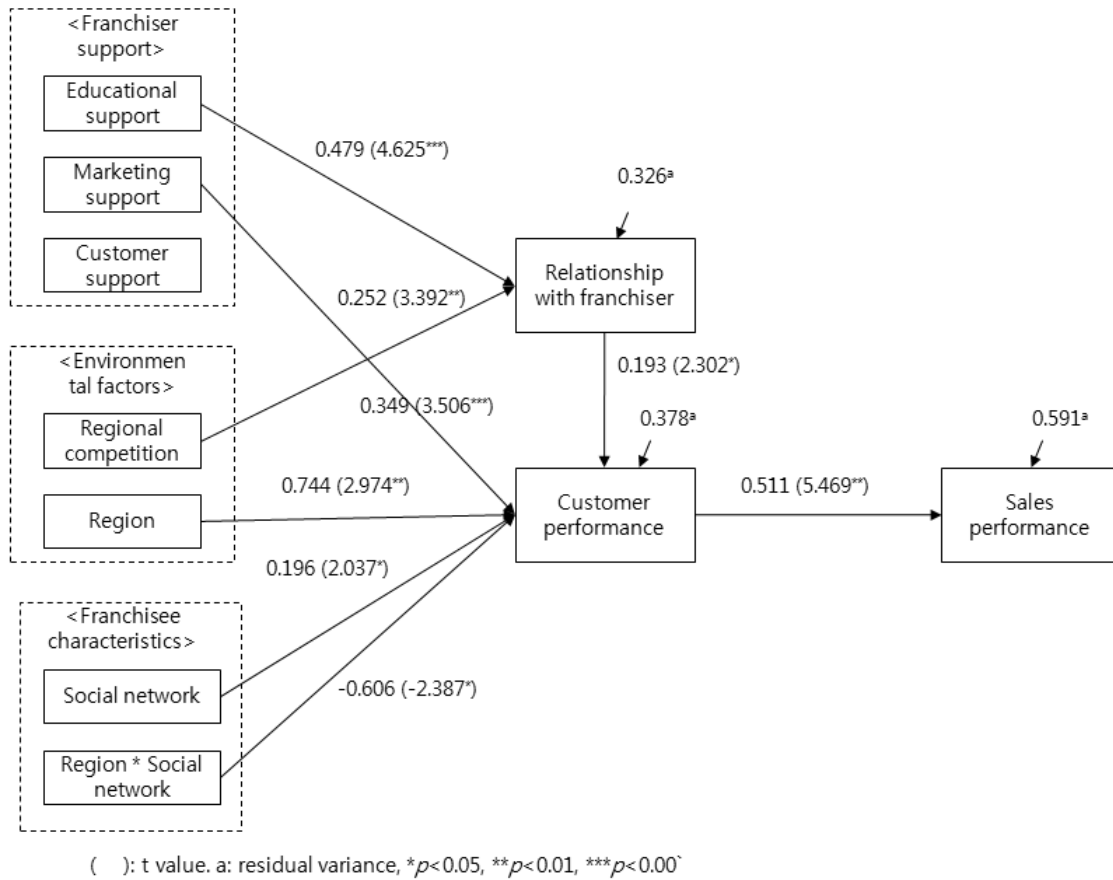 <Franchiser
support>
Educational
support
Marketing
support
Customer
support
0.479 (4.625***)
0.326a
Relationship
with franchiser
0.252 (3.392**)
<Environmen
tal factors>
0.193 (2.302*)
Regional
competition
0.349 (3.506***)
0.378a
0.591a
Region
0.744 (2.974**)
Customer
performance
0.511 (5.469**)
Sales
performance
0.196 (2.037*)
<Franchisee
characteristics>
Social network
-0.606 (-2.387*)
Region * Social
network
( ): t value. a: residual variance, *p<0.05, **p<0.01, ***p<0.00`